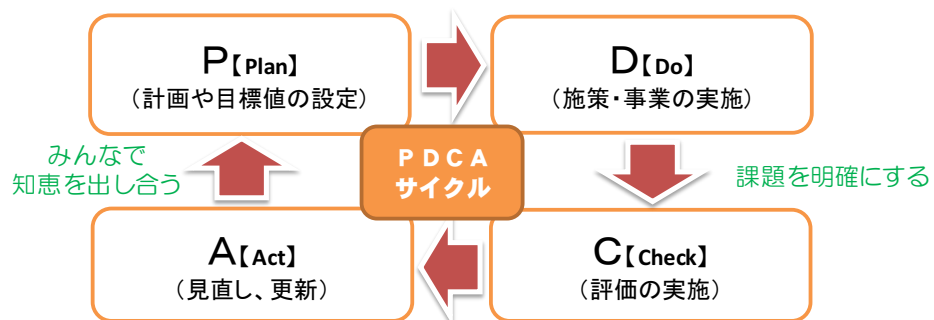 P【Plan】
（計画や目標値の設定）
D【Do】
（施策・事業の実施）
PDCA
サイクル
みんなで
知恵を出し合う
課題を明確にする
A【Act】
（見直し、更新）
C【Check】
（評価の実施）